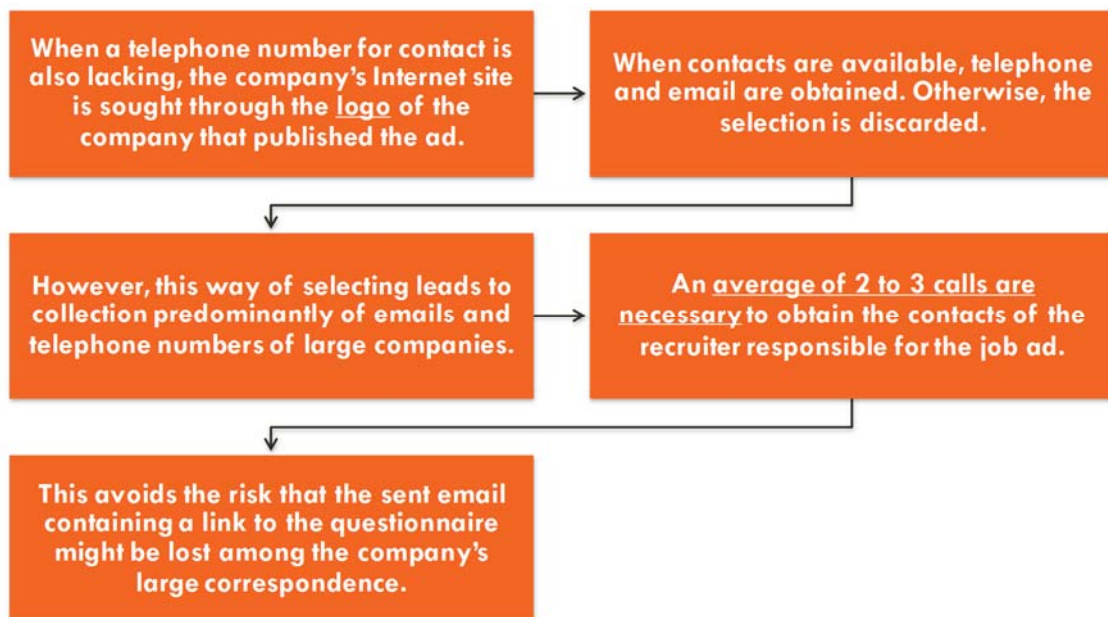 When a telephone number for contact is
also lacking, the company's Internet site
is sought through the logo of the
company that published the ad.
When contacts are available, telephone
and email are obtained. Otherwise, the
selection is discarded.
However, this way of selecting leads to
collection predominantly of emails and
telephone numbers of large companies.
An average of 2 to 3 calls are
necessary to obtain the contacts of the
recruiter responsible for the job ad.
This avoids the risk that the sent email
containing a link to the questionnaire
might be lost among the company's
large correspondence.